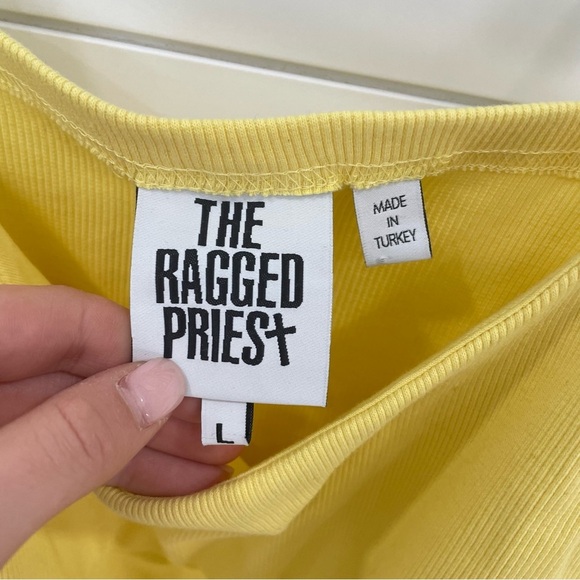 THE
RAGGED
PRIEST
L
MADE
IN
TURKEY